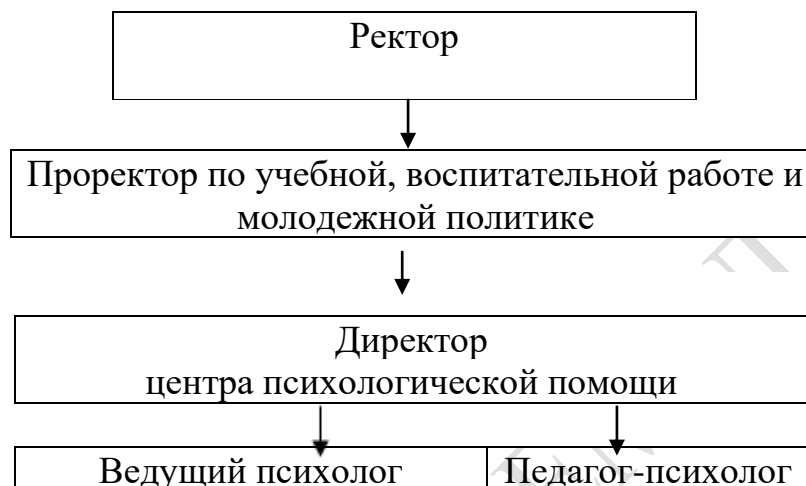 Ректор
Проректор по учебной, воспитательной работе и
молодежной политике
Директор
центра психологической помощи
Ведущий психолог
Педагог-психолог